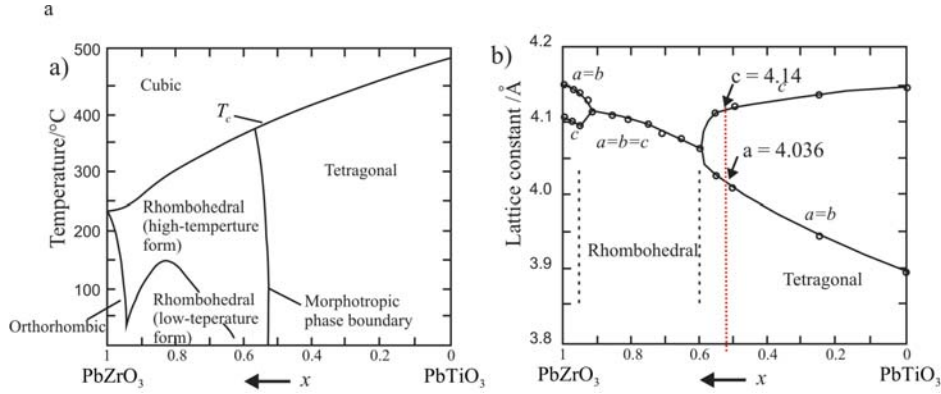 a
a)
500
400
300
200
100
Temperature/°C
Cubic
Tc
Tetragonal
Rhombohedral
(high-temperture
form)
Rhombohedral
(low-teperature
form)
Orthorhombic
Morphotropic
phase boundary
1
0.8
0.6
0.4
0.2
0
PbZrO3
x
PbTiO3
b)
4.2
4.1
4.0
3.9
3.8
Lattice constant /Å
a=b
c
a=b=c
c = 4.14
c
a = 4.036
a=b
Rhombohedral
Tetragonal
1
0.8
0.6
0.4
0.2
0
PbZrO3
x
PbTiO3